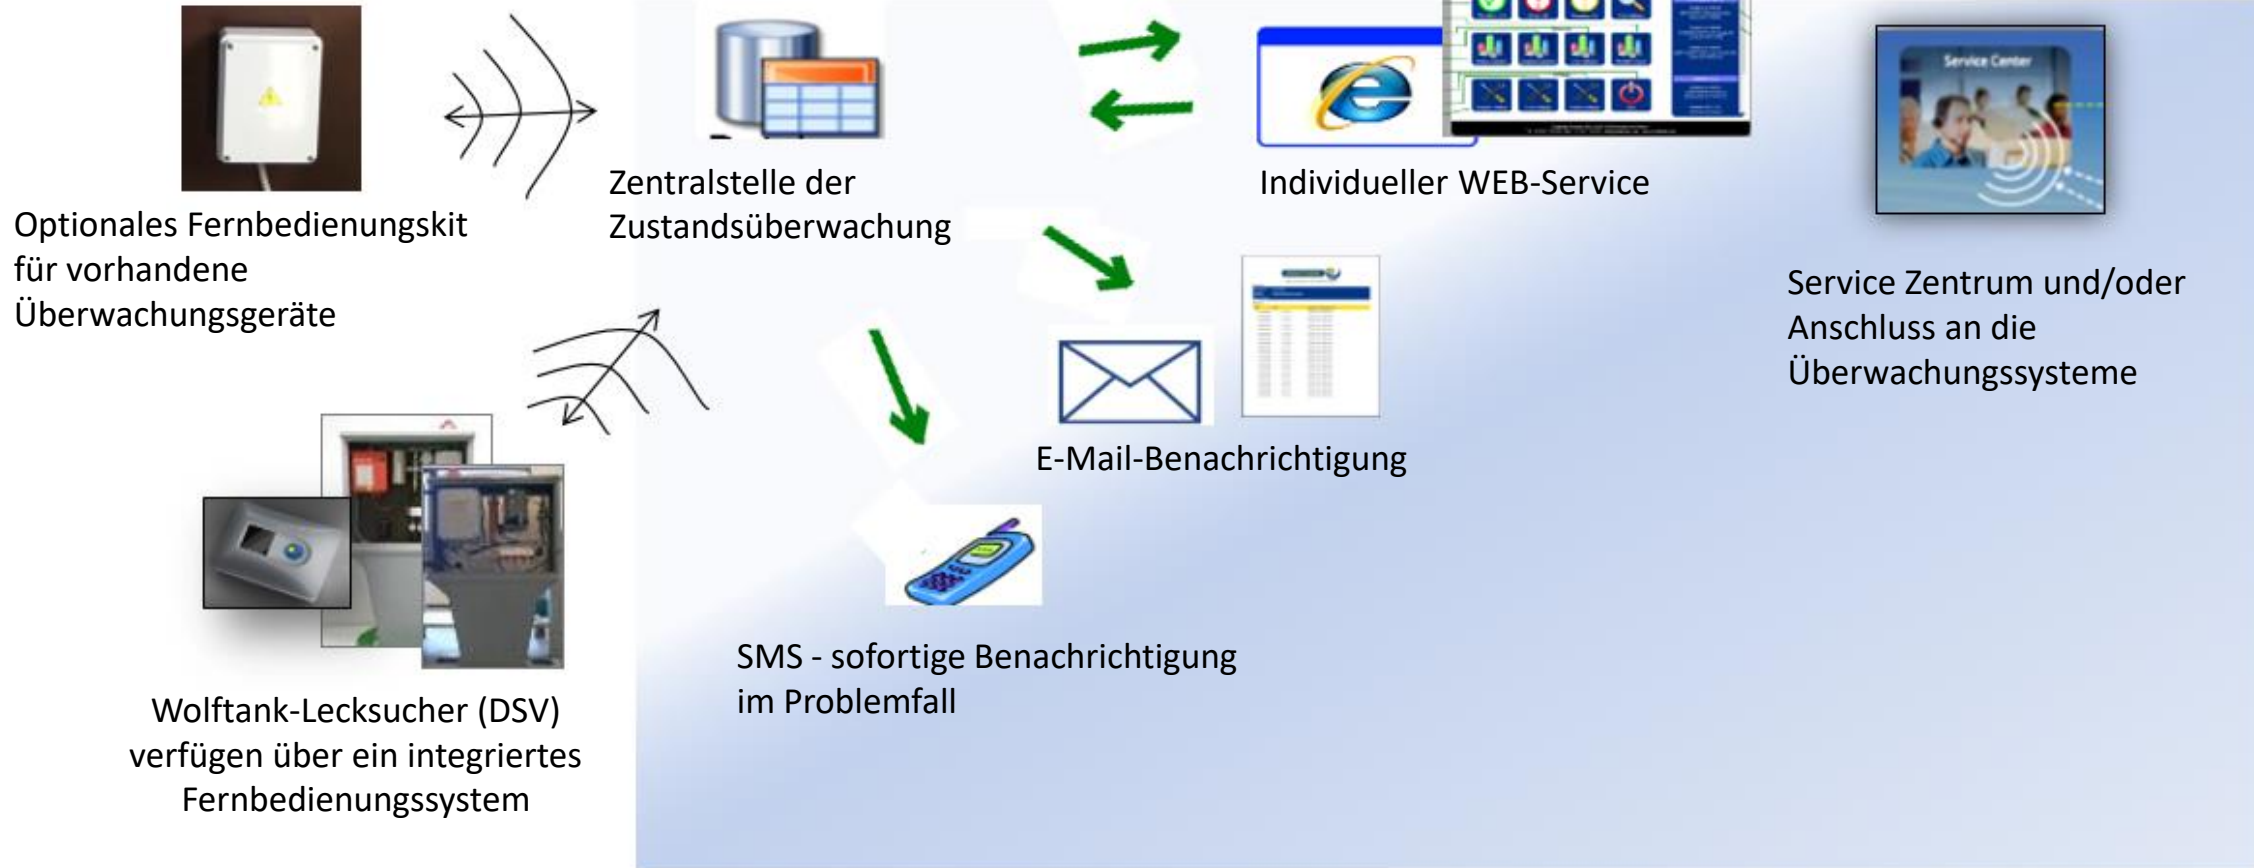 Service Center
Zentralstelle der
Zustandsüberwachung
Individueller WEB-Service
Optionales Fernbedienungskit
für vorhandene
Überwachungsgeräte
Service Zentrum und/oder
Anschluss an die
Überwachungssysteme
E-Mail-Benachrichtigung
SMS - sofortige Benachrichtigung
im Problemfall
Wolftank-Lecksucher (DSV)
verfügen über ein integriertes
Fernbedienungssystem